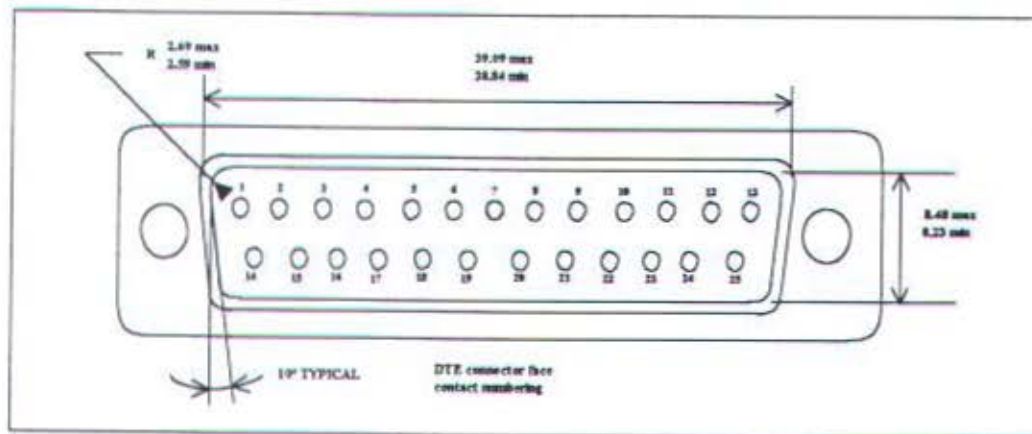 R 2.69 max
2.59 min
39.09 max
38.84 min
1 2 3 4 5 6 7 8 9 10 11 12 13
8.48 max
8.23 min
14 15 16 17 18 19 20 21 22 23 24 25
10° TYPICAL
DTE connector face
contact numbering